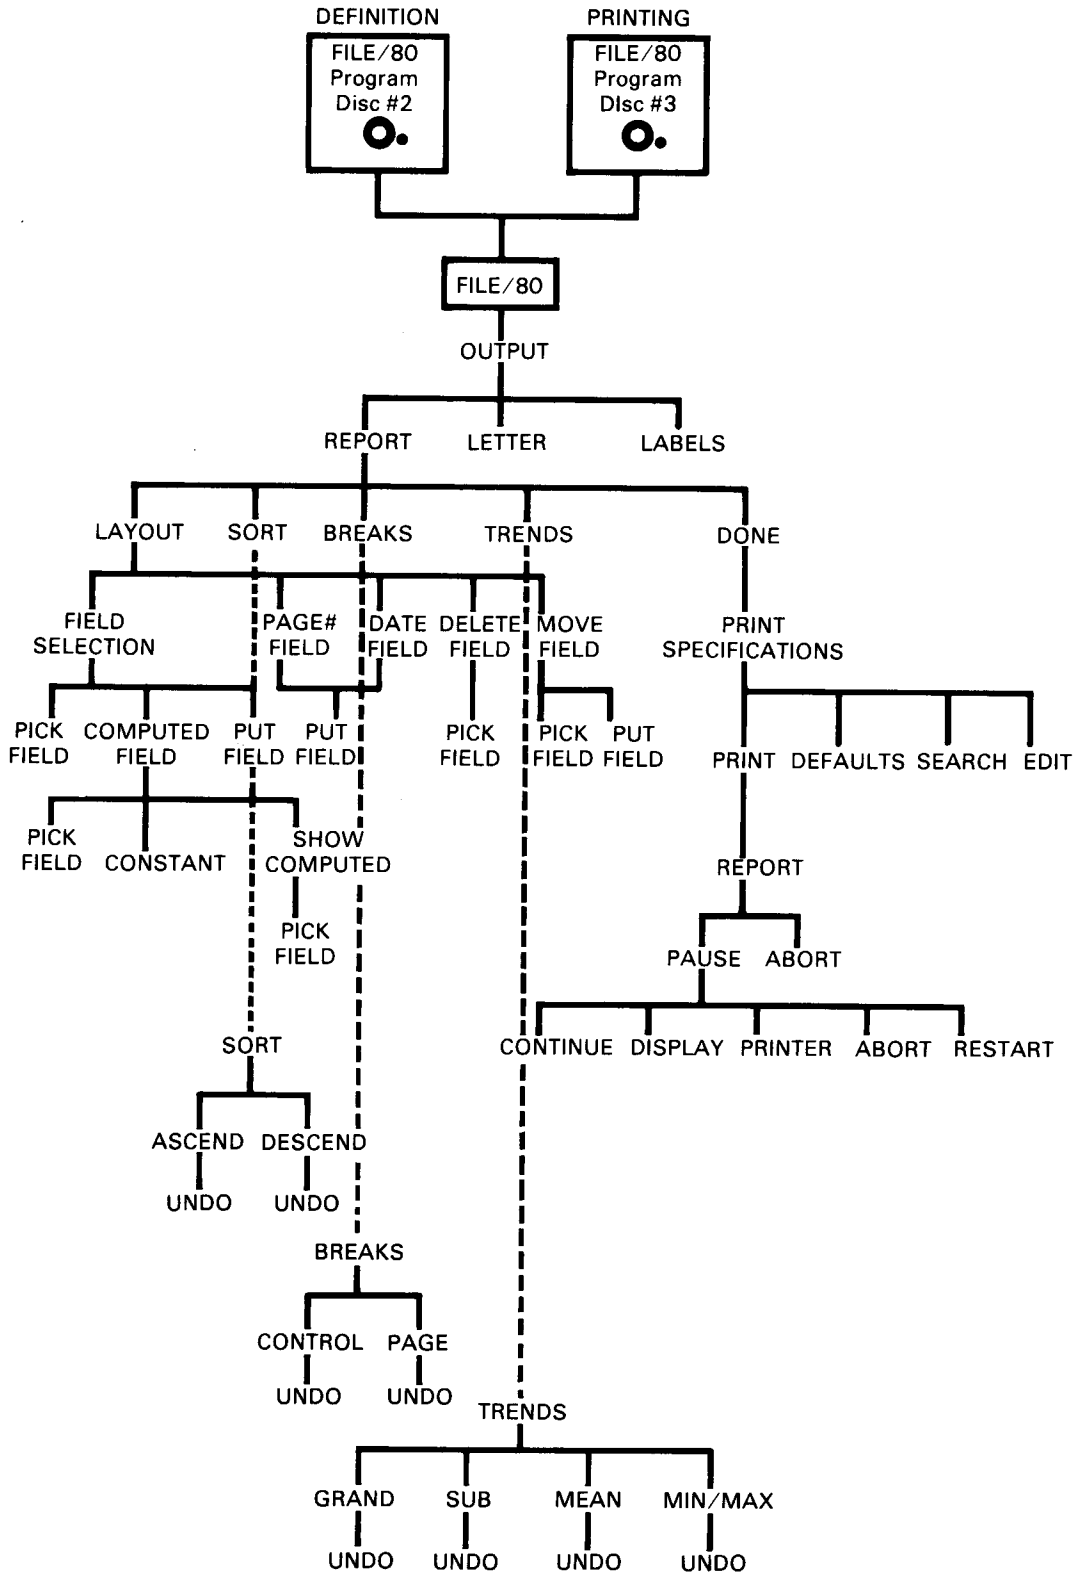 DEFINITION
PRINTING
FILE/80
Program
Disc #2
FILE/80
Program
DIsc #3
FILE/80
OUTPUT
REPORT
LETTER
LABELS
LAYOUT
SORT
BREAKS
TRENDS
DONE
FIELD
SELECTION
PAGE#
FIELD
DATE
FIELD
DELETE
FIELD
MOVE
FIELD
PRINT
SPECIFICATIONS
PICK
FIELD
COMPUTED
FIELD
PUT
FIELD
PUT
FIELD
PICK
FIELD
PICK
FIELD
PUT
FIELD
PRINT
DEFAULTS
SEARCH
EDIT
PICK
FIELD
CONSTANT
SHOW
COMPUTED
REPORT
PICK
FIELD
PAUSE
ABORT
SORT
CONTINUE
DISPLAY
PRINTER
ABORT
RESTART
ASCEND
DESCEND
UNDO
UNDO
BREAKS
CONTROL
PAGE
UNDO
UNDO
TRENDS
GRAND
SUB
MEAN
MIN/MAX
UNDO
UNDO
UNDO
UNDO